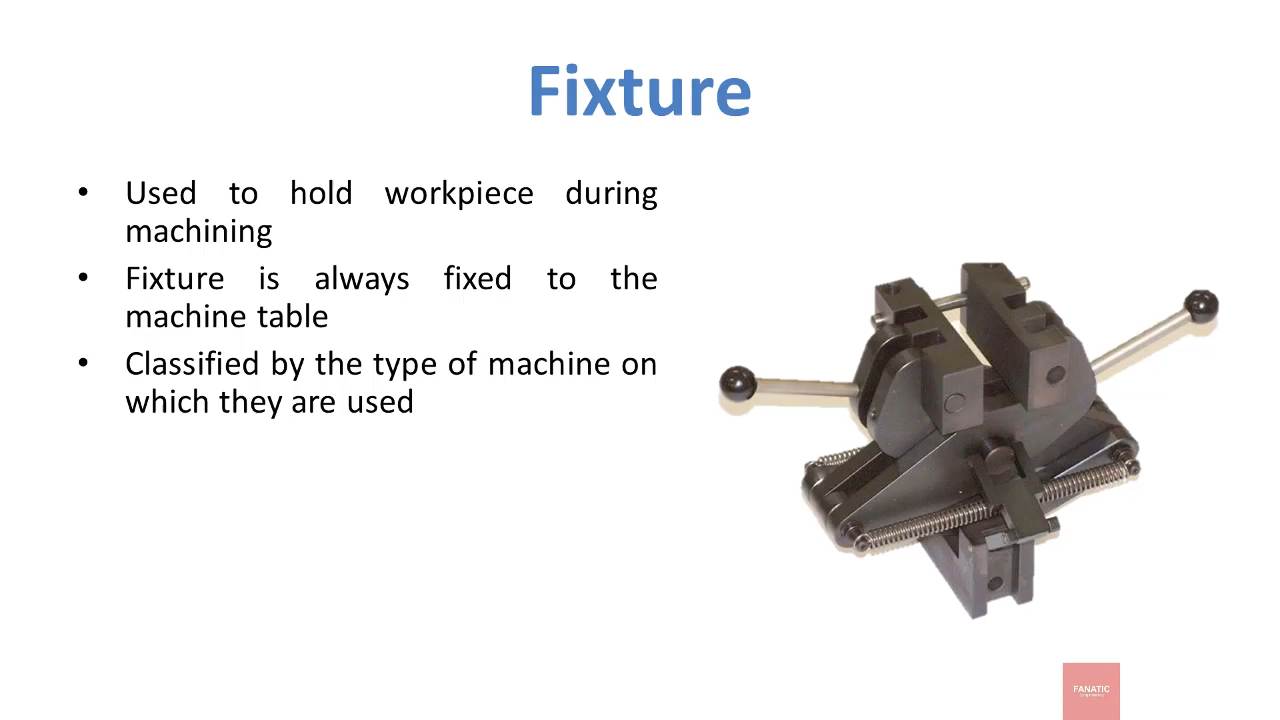 Fixture
• Used to hold workpiece during
machining
• Fixture is always fixed to the
machine table
• Classified by the type of machine on
which they are used
FANATIC